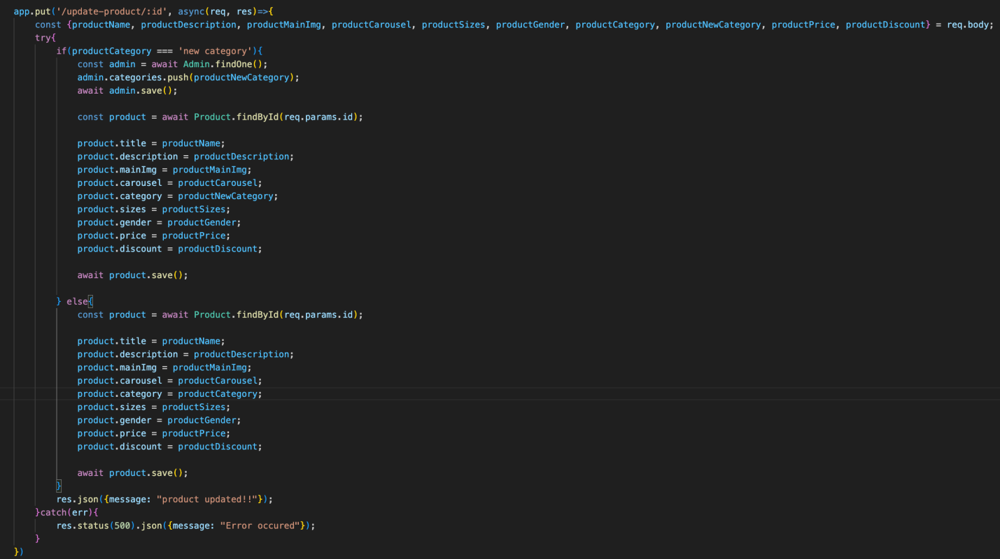 app.put('/update-product/:id', async(req, res)=>{
    const {productName, productDescription, productMainImg, productCarousel, productSizes, productGender, productCategory, productNewCategory, productPrice, productDiscount} = req.body;
    try{
        if(productCategory === 'new category'){
            const admin = await Admin.findOne();
            admin.categories.push(productNewCategory);
            await admin.save();

            const product = await Product.findById(req.params.id);

            product.title = productName;
            product.description = productDescription;
            product.mainImg = productMainImg;
            product.carousel = productCarousel;
            product.category = productNewCategory;
            product.sizes = productSizes;
            product.gender = productGender;
            product.price = productPrice;
            product.discount = productDiscount;

            await product.save();

        } else{
            const product = await Product.findById(req.params.id);

            product.title = productName;
            product.description = productDescription;
            product.mainImg = productMainImg;
            product.carousel = productCarousel;
            product.category = productCategory;
            product.sizes = productSizes;
            product.gender = productGender;
            product.price = productPrice;
            product.discount = productDiscount;

            await product.save();
        }
        res.json({message: "product updated!!"});
    }catch(err){
        res.status(500).json({message: "Error occured"});
    }
})